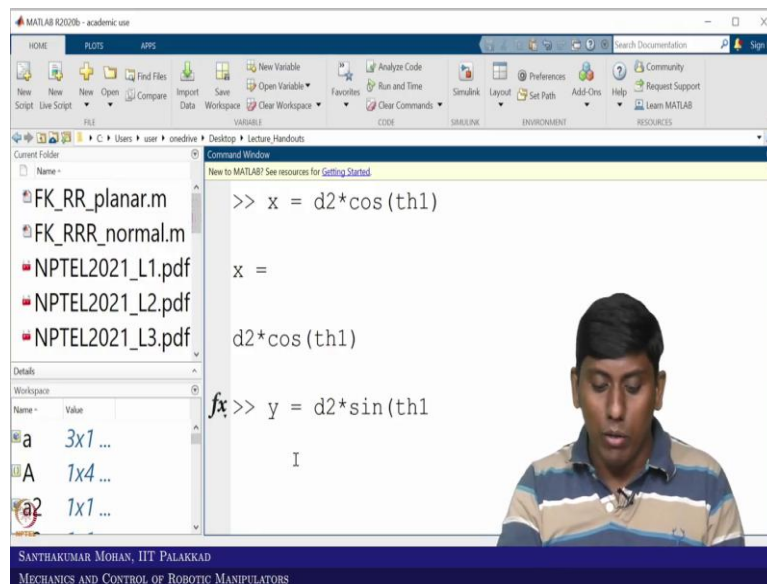 MATLAB R2020b - academic use
HOME PLOTS APPS
Search Documentation
Sign
New Script
New Live Script
New
Open
Find Files
Compare
Import Data
Save Workspace
New Variable
Open Variable
Clear Workspace
Favorites
Analyze Code
Run and Time
Clear Commands
Simulink
Layout
Preferences
Set Path
Add-Ons
Help
Community
Request Support
Learn MATLAB
FILE VARIABLE CODE SIMULINK ENVIRONMENT RESOURCES
C: Users user onedrive Desktop Lecture_Handouts
Current Folder
Name
FK_RR_planar.m
FK_RRR_normal.m
NPTEL2021_L1.pdf
NPTEL2021_L2.pdf
NPTEL2021_L3.pdf
Details
Workspace
Name Value
a 3x1 ...
A 1x4 ...
a2 1x1 ...
Command Window
New to MATLAB? See resources for Getting Started.
>> x = d2*cos(th1)
x =
d2*cos(th1)
fx >> y = d2*sin(th1
NPTEL
SANTHAKUMAR MOHAN, IIT PALAKKAD
MECHANICS AND CONTROL OF ROBOTIC MANIPULATORS